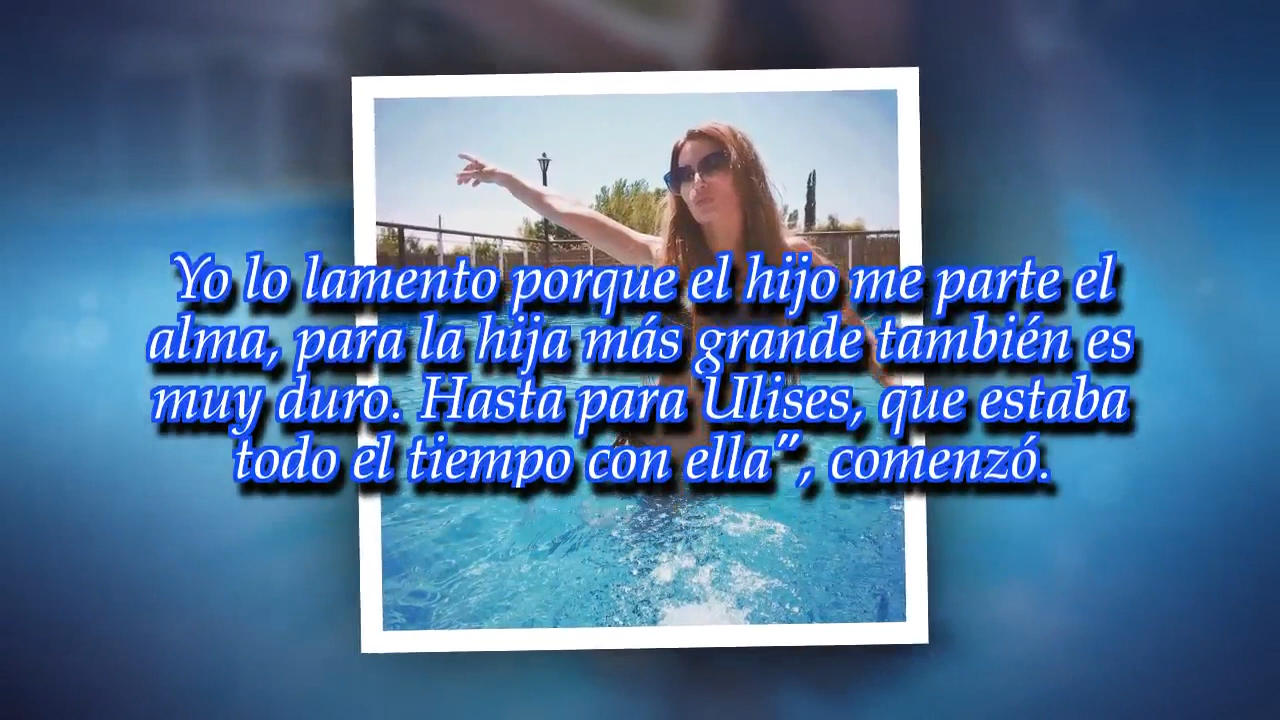 Yo lo lamento porque el hijo me parte el
alma, para la hija más grande también es
muy duro. Hasta para Ulises, que estaba
todo el tiempo con ella”, comenzó.